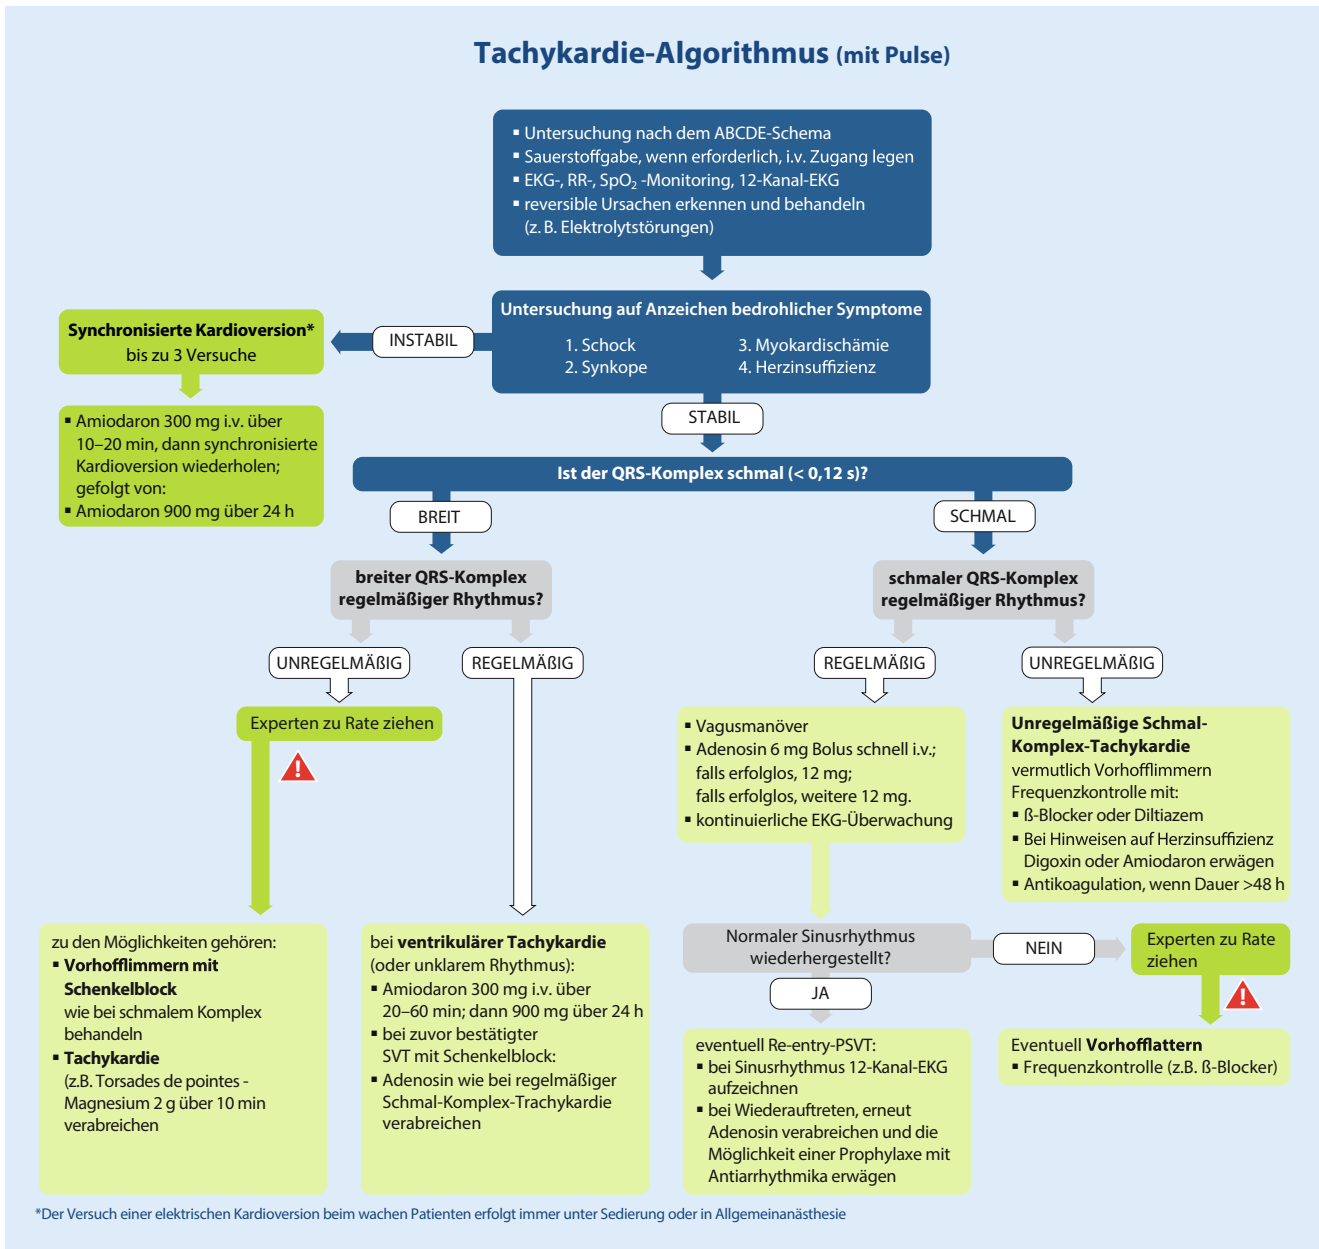 Tachykardie-Algorithmus (mit Pulse)
▪ Untersuchung nach dem ABCDE-Schema
▪ Sauerstoffgabe, wenn erforderlich, i.v. Zugang legen
▪ EKG-, RR-, SpO₂ -Monitoring, 12-Kanal-EKG
▪ reversible Ursachen erkennen und behandeln
(z. B. Elektrolytstörungen)
Untersuchung auf Anzeichen bedrohlicher Symptome
1. Schock
2. Synkope
3. Myokardischämie
4. Herzinsuffizienz
INSTABIL
Synchronisierte Kardioversion*
bis zu 3 Versuche
▪ Amiodaron 300 mg i.v. über
10–20 min, dann synchronisierte
Kardioversion wiederholen;
gefolgt von:
▪ Amiodaron 900 mg über 24 h
STABIL
Ist der QRS-Komplex schmal (< 0,12 s)?
BREIT
SCHMAL
breiter QRS-Komplex
regelmäßiger Rhythmus?
UNREGELMÄßIG
REGELMÄßIG
Experten zu Rate ziehen
!
zu den Möglichkeiten gehören:
▪ Vorhofflimmern mit
Schenkelblock
wie bei schmalem Komplex
behandeln
▪ Tachykardie
(z.B. Torsades de pointes -
Magnesium 2 g über 10 min
verabreichen
bei ventrikulärer Tachykardie
(oder unklarem Rhythmus):
▪ Amiodaron 300 mg i.v. über
20–60 min; dann 900 mg über 24 h
▪ bei zuvor bestätigter
SVT mit Schenkelblock:
▪ Adenosin wie bei regelmäßiger
Schmal-Komplex-Trachykardie
verabreichen
schmaler QRS-Komplex
regelmäßiger Rhythmus?
REGELMÄßIG
UNREGELMÄßIG
▪ Vagusmanöver
▪ Adenosin 6 mg Bolus schnell i.v.;
falls erfolglos, 12 mg;
falls erfolglos, weitere 12 mg.
▪ kontinuierliche EKG-Überwachung
Unregelmäßige Schmal-
Komplex-Tachykardie
vermutlich Vorhofflimmern
Frequenzkontrolle mit:
▪ ß-Blocker oder Diltiazem
▪ Bei Hinweisen auf Herzinsuffizienz
Digoxin oder Amiodaron erwägen
▪ Antikoagulation, wenn Dauer >48 h
Normaler Sinusrhythmus
wiederhergestellt?
NEIN
Experten zu Rate
ziehen
!
JA
eventuell Re-entry-PSVT:
▪ bei Sinusrhythmus 12-Kanal-EKG
aufzeichnen
▪ bei Wiederauftreten, erneut
Adenosin verabreichen und die
Möglichkeit einer Prophylaxe mit
Antiarrhythmika erwägen
Eventuell Vorhofflattern
▪ Frequenzkontrolle (z.B. ß-Blocker)
*Der Versuch einer elektrischen Kardioversion beim wachen Patienten erfolgt immer unter Sedierung oder in Allgemeinanästhesie